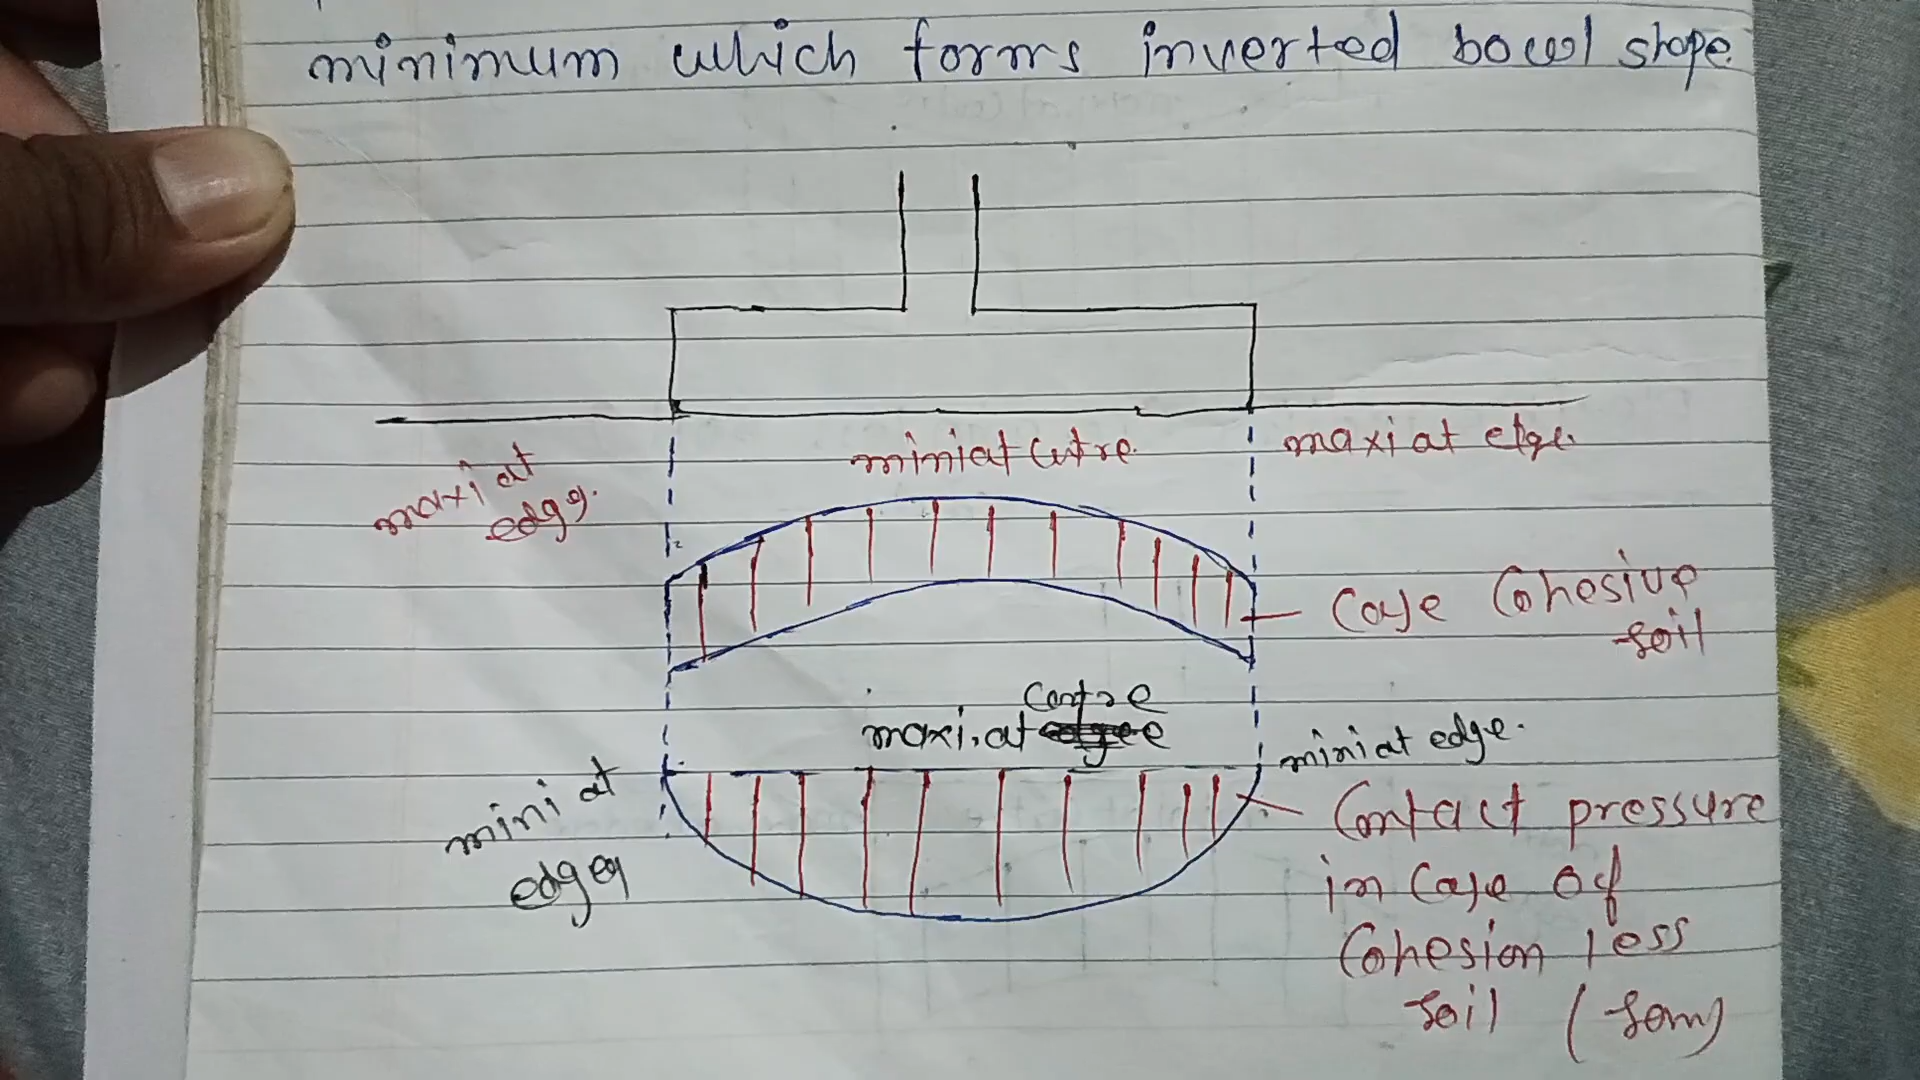 minimum which forms inverted bowl shape.
mini at centre.
maxi at edge.
maxi at
edge.
Case Cohesive
soil
centre
maxi. at
mini at edge.
mini at
edge
Contact pressure
in Case of
Cohesion less
soil (